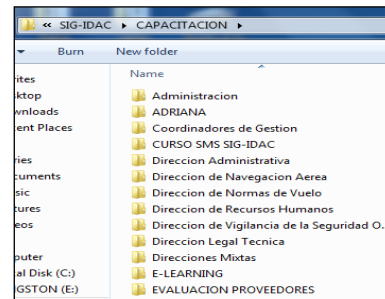 « SIG-IDAC ▸ CAPACITACION ▸
Burn New folder
Name
Administracion
ADRIANA
Coordinadores de Gestion
CURSO SMS SIG-IDAC
Direccion Administrativa
Direccion de Navegacion Aerea
Direccion de Normas de Vuelo
Direccion de Recursos Humanos
Direccion de Vigilancia de la Seguridad O.
Direccion Legal Tecnica
Direcciones Mixtas
E-LEARNING
EVALUACION PROVEEDORES
rites
sktop
wnloads
ent Places
ries
cuments
sic
tures
eos
puter
al Disk (C:)
GSTON (E:)